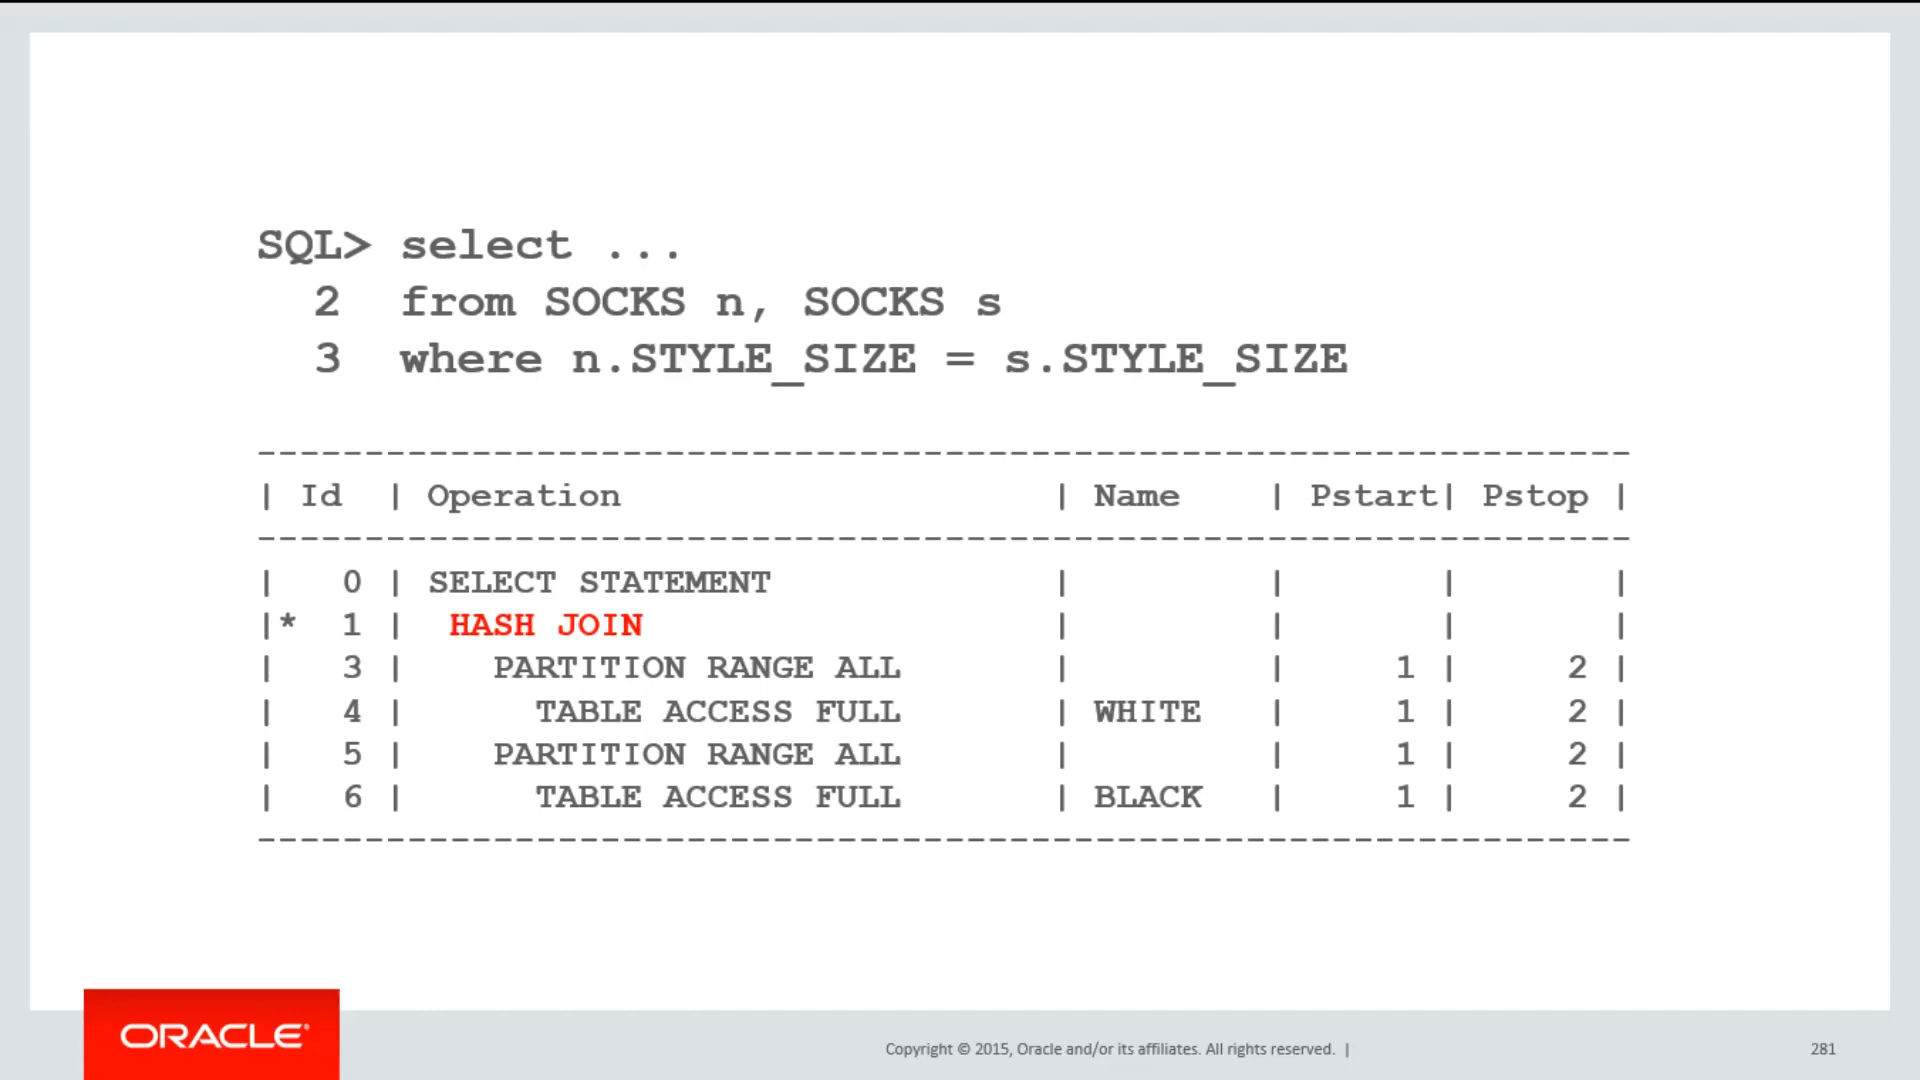 SQL> select ...
  2  from SOCKS n, SOCKS s
  3  where n.STYLE_SIZE = s.STYLE_SIZE
----------------------------------------------------------------
| Id  | Operation                     | Name    | Pstart| Pstop |
----------------------------------------------------------------
|   0 | SELECT STATEMENT              |         |       |       |
|*  1 |  HASH JOIN                    |         |       |       |
|   3 |    PARTITION RANGE ALL        |         |     1 |     2 |
|   4 |      TABLE ACCESS FULL        | WHITE   |     1 |     2 |
|   5 |    PARTITION RANGE ALL        |         |     1 |     2 |
|   6 |      TABLE ACCESS FULL        | BLACK   |     1 |     2 |
----------------------------------------------------------------
ORACLE®
Copyright © 2015, Oracle and/or its affiliates. All rights reserved. |
281